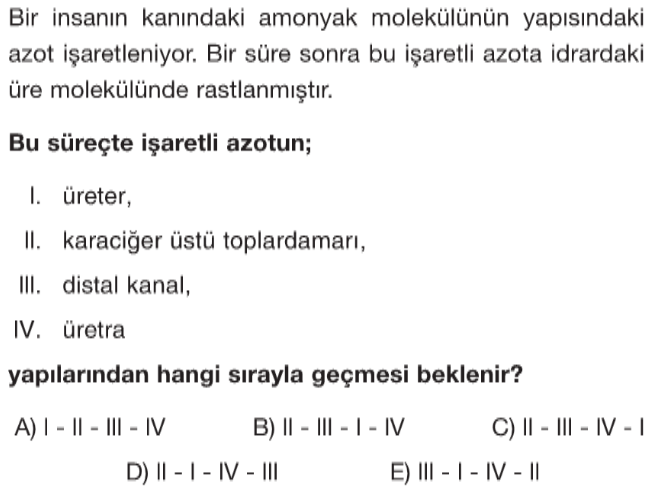 Bir insanın kanındaki amonyak molekülünün yapısındaki
azot işaretleniyor. Bir süre sonra bu işaretli azota idrardaki
üre molekülünde rastlanmıştır.
Bu süreçte işaretli azotun;
I. üreter,
II. karaciğer üstü toplardamarı,
III. distal kanal,
IV. üretra
yapılarından hangi sırayla geçmesi beklenir?
A) I - II - III - IV B) II - III - I - IV C) II - III - IV - I
D) II - I - IV - III E) III - I - IV - II